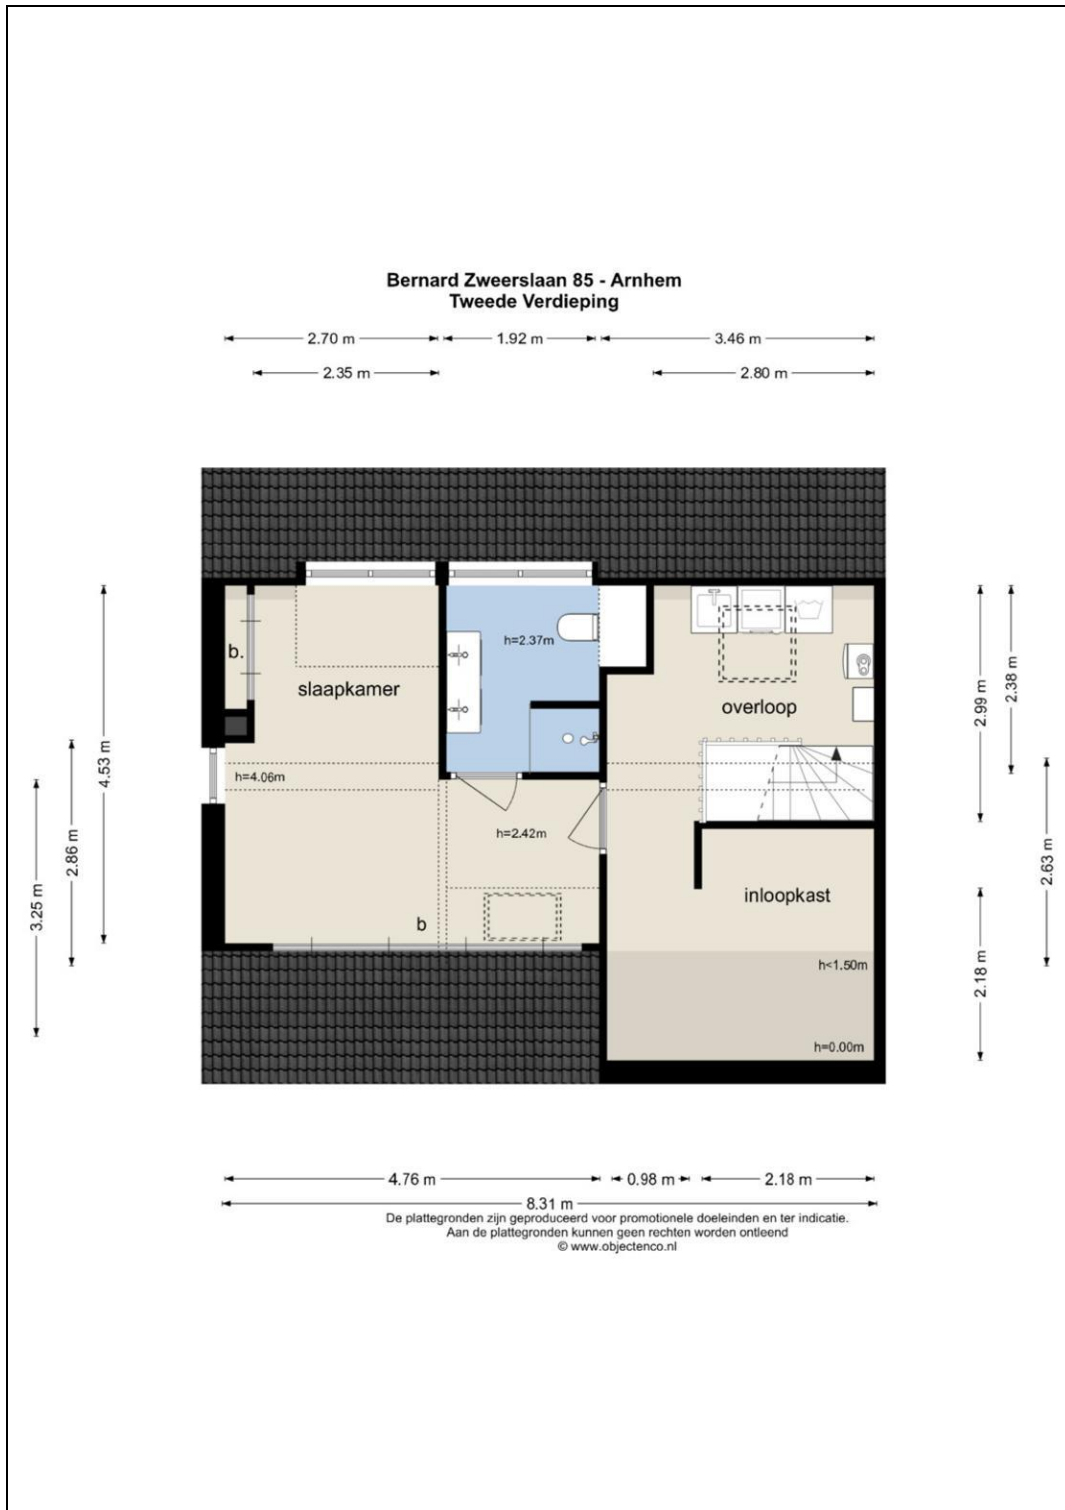 Bernard Zweerslaan 85 - Arnhem
Tweede Verdieping
2.70 m
1.92 m
3.46 m
2.35 m
2.80 m
h=2.37m
b.
slaapkamer
overloop
2.99 m
2.38 m
4.53 m
h=4.06m
2.86 m
h=2.42m
2.63 m
3.25 m
inloopkast
b
h<1.50m
2.18 m
h=0.00m
4.76 m
0.98 m
2.18 m
8.31 m
De plattegronden zijn geproduceerd voor promotionele doeleinden en ter indicatie.
Aan de plattegronden kunnen geen rechten worden ontleend
© www.objectenco.nl